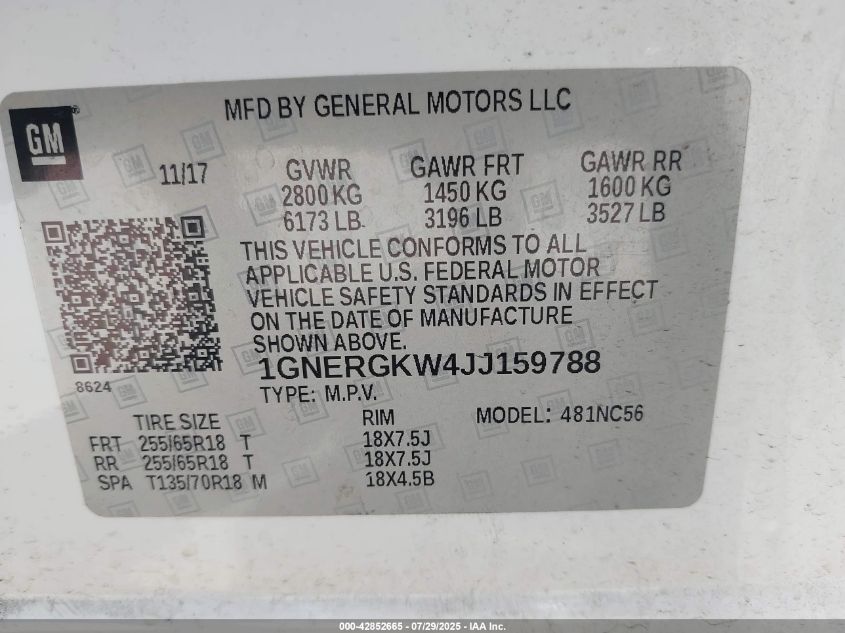 MFD BY GENERAL MOTORS LLC
GM
®
11/17
GVWR GAWR FRT GAWR RR
2800 KG 1450 KG 1600 KG
6173 LB 3196 LB 3527 LB
THIS VEHICLE CONFORMS TO ALL
APPLICABLE U.S. FEDERAL MOTOR
VEHICLE SAFETY STANDARDS IN EFFECT
ON THE DATE OF MANUFACTURE
SHOWN ABOVE.
1GNERGKW4JJ159788
8624
TYPE: M.P.V.
TIRE SIZE RIM MODEL: 481NC56
FRT 255/65R18 T 18X7.5J
RR 255/65R18 T 18X7.5J
SPA T135/70R18 M 18X4.5B
000-42852665 - 07/29/2025 - IAA Inc.